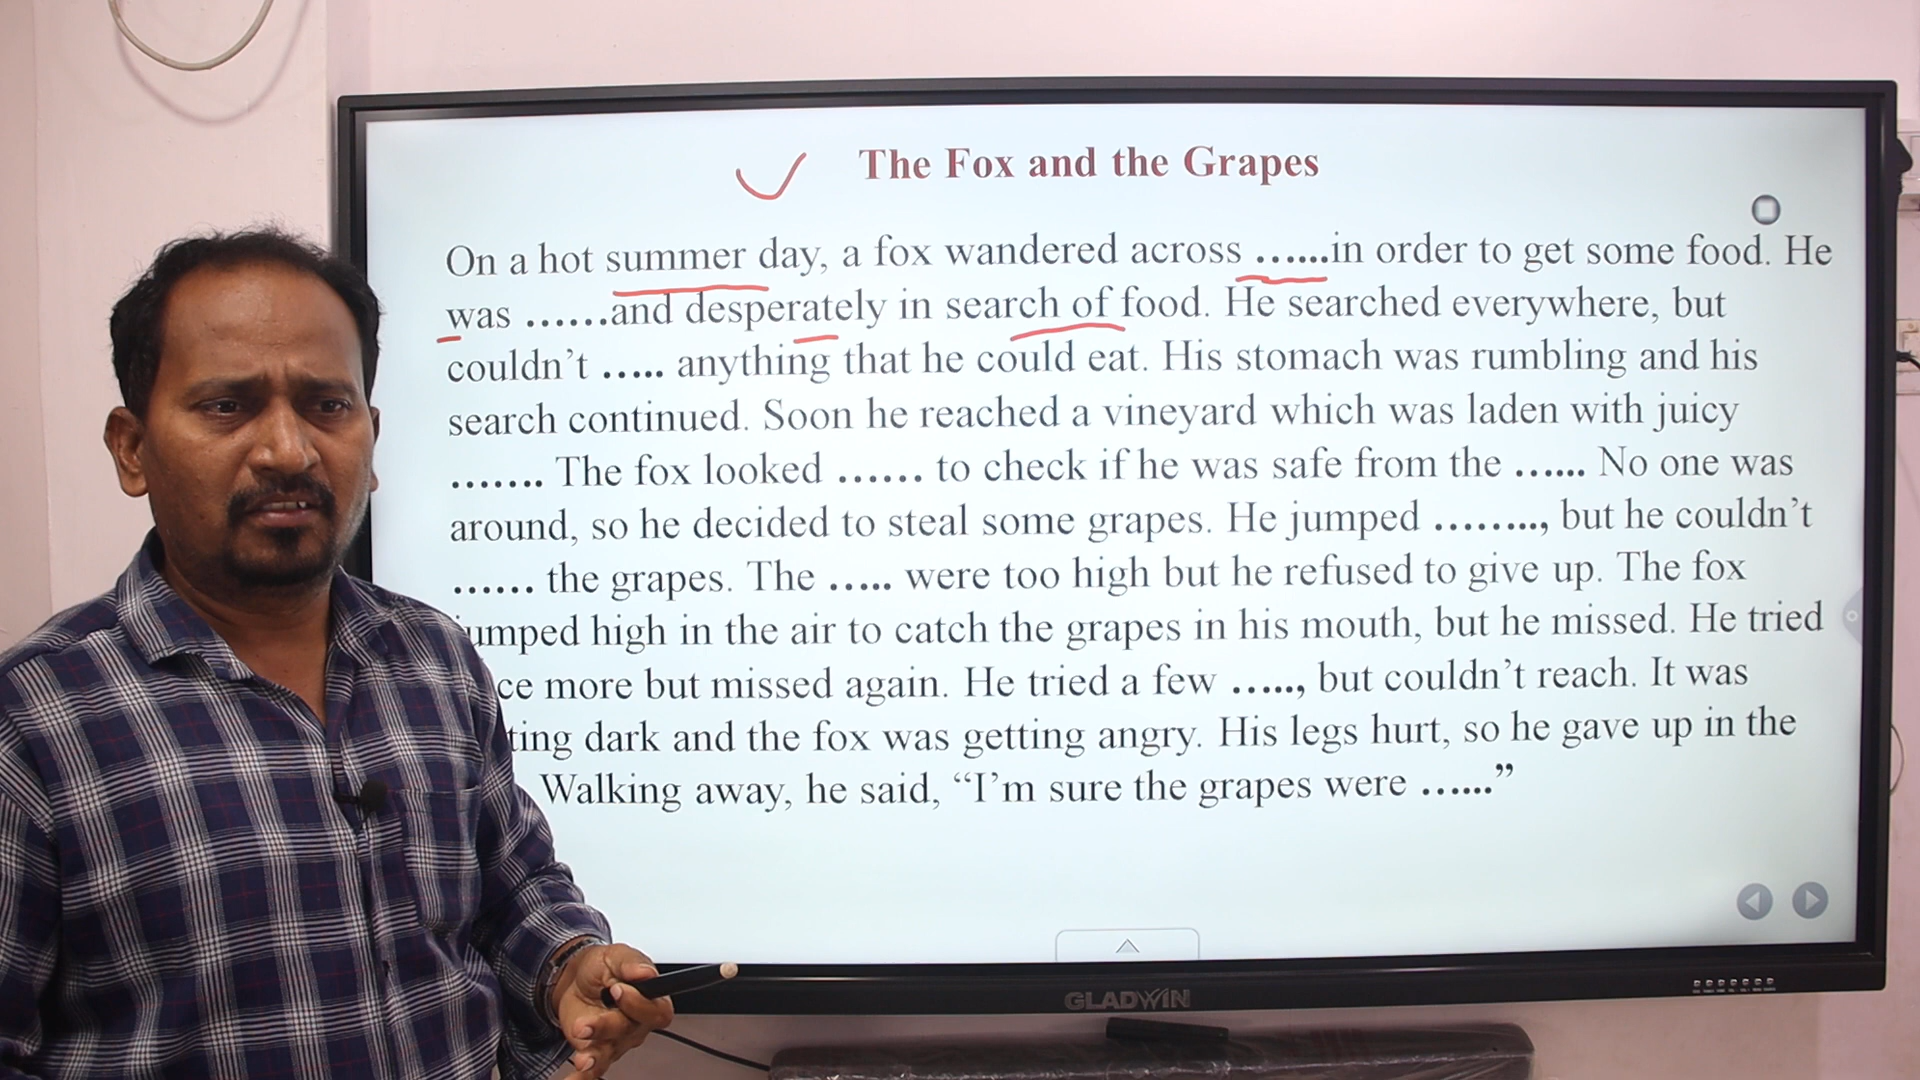 The Fox and the Grapes
On a hot summer day, a fox wandered across ......in order to get some food. He
was ......and desperately in search of food. He searched everywhere, but
couldn’t ..... anything that he could eat. His stomach was rumbling and his
search continued. Soon he reached a vineyard which was laden with juicy
....... The fox looked ...... to check if he was safe from the ...... No one was
around, so he decided to steal some grapes. He jumped ........, but he couldn’t
...... the grapes. The ..... were too high but he refused to give up. The fox
umped high in the air to catch the grapes in his mouth, but he missed. He tried
ce more but missed again. He tried a few ....., but couldn’t reach. It was
ting dark and the fox was getting angry. His legs hurt, so he gave up in the
Walking away, he said, “I’m sure the grapes were ......”
GLADWIN